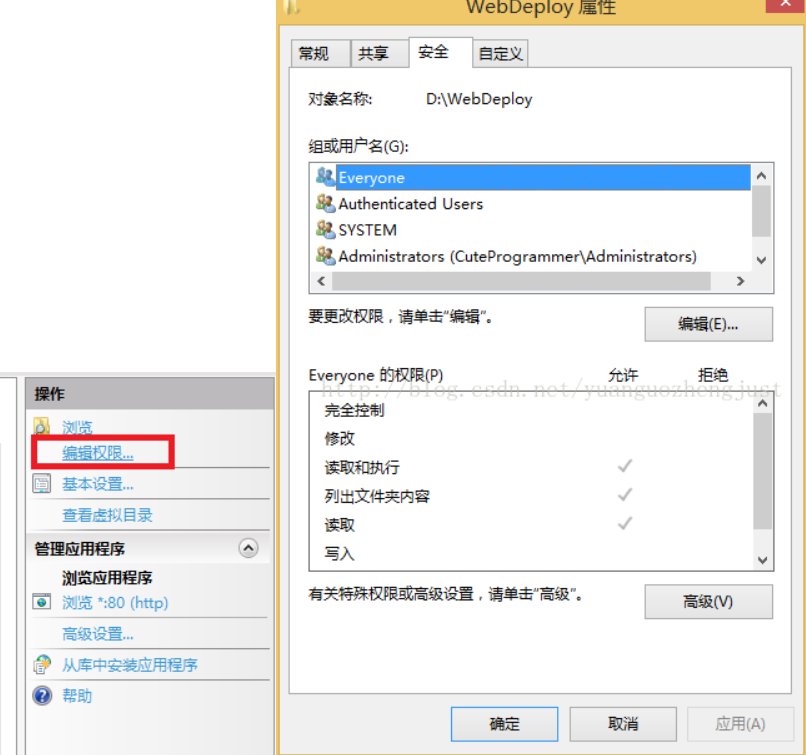 WebDeploy 属性
常规 共享 安全 自定义
对象名称: D:\WebDeploy
组或用户名(G):
Everyone
Authenticated Users
SYSTEM
Administrators (CuteProgrammer\Administrators)
要更改权限，请单击“编辑”。
编辑(E)...
Everyone 的权限(P) 允许 拒绝
http://blog.csdn.net/yuanguozhengjust
完全控制
修改
读取和执行
列出文件夹内容
读取
写入
有关特殊权限或高级设置，请单击“高级”。
高级(V)
确定 取消 应用(A)
操作
浏览
编辑权限...
基本设置...
查看虚拟目录
管理应用程序
浏览应用程序
浏览 *:80 (http)
高级设置...
从库中安装应用程序
帮助